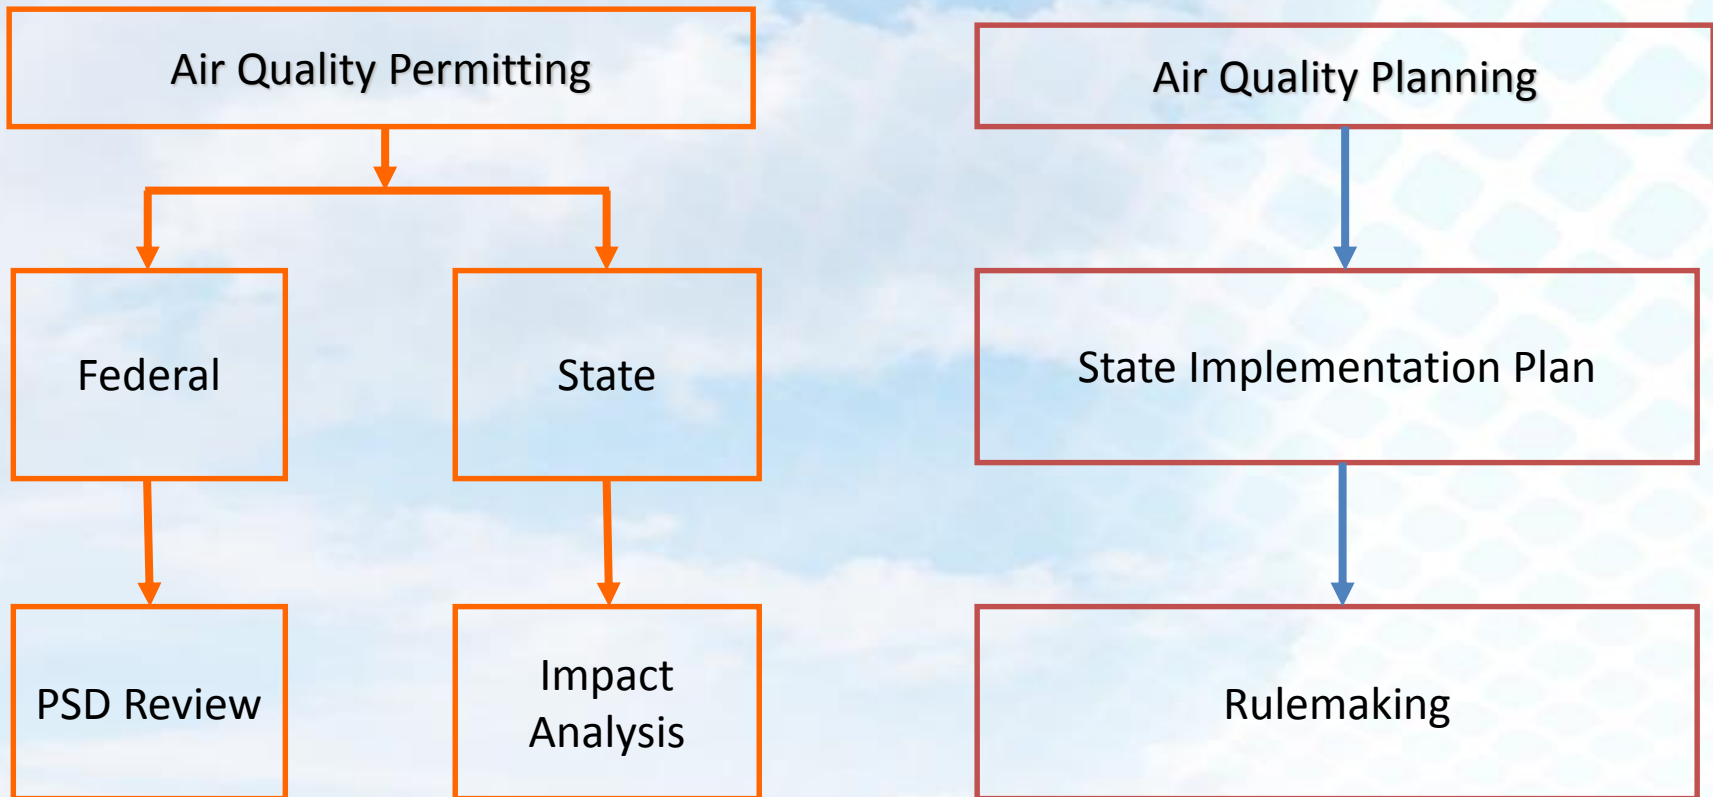 Air Quality Permitting
Air Quality Planning
Federal
State
State Implementation Plan
PSD Review
Impact
Analysis
Rulemaking